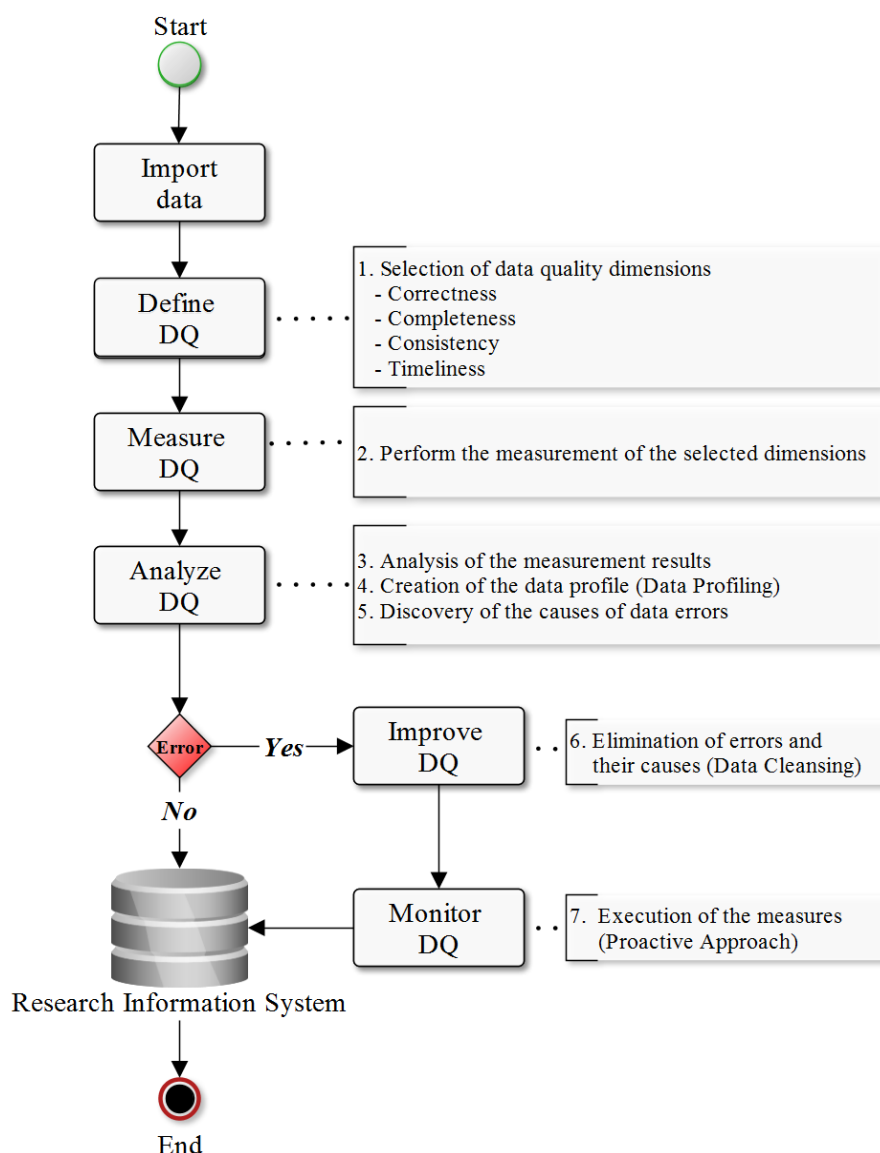 Start
Import
data
Define
DQ
1. Selection of data quality dimensions
- Correctness
- Completeness
- Consistency
- Timeliness
Measure
DQ
2. Perform the measurement of the selected dimensions
Analyze
DQ
3. Analysis of the measurement results
4. Creation of the data profile (Data Profiling)
5. Discovery of the causes of data errors
Error
Yes
Improve
DQ
6. Elimination of errors and
their causes (Data Cleansing)
No
Monitor
DQ
7. Execution of the measures
(Proactive Approach)
Research Information System
End